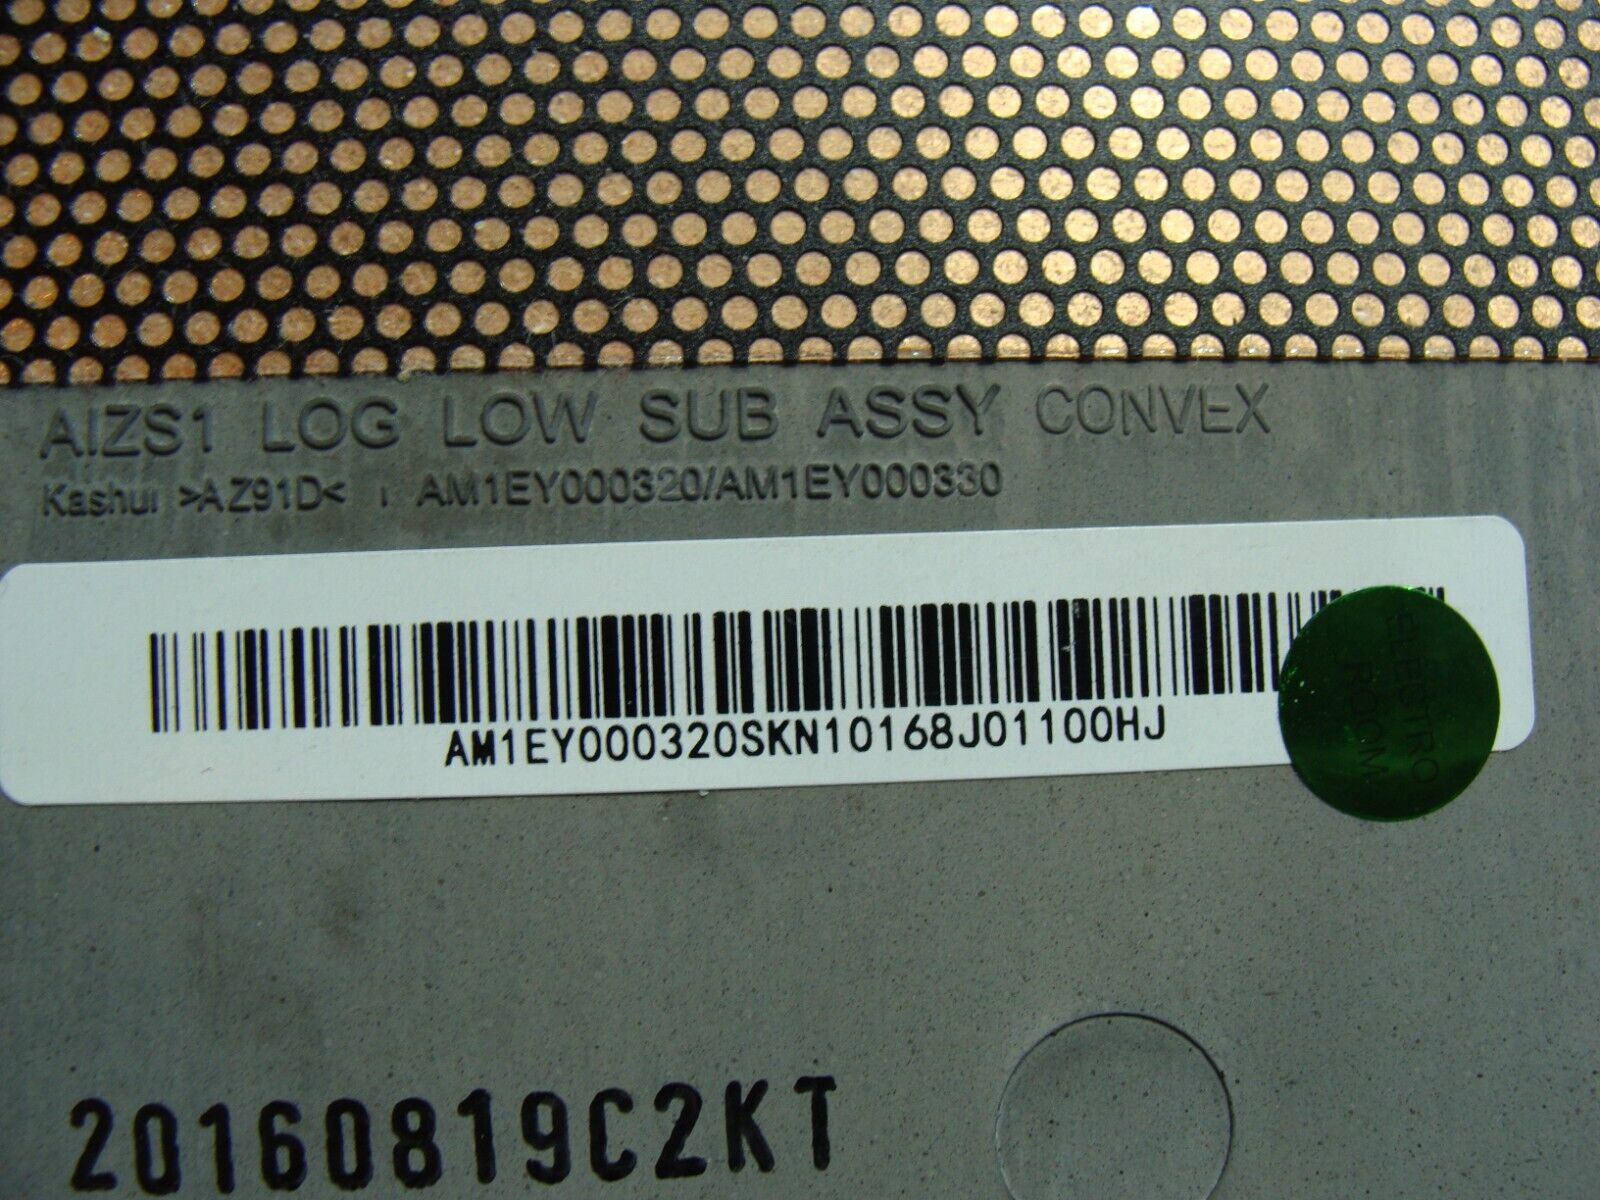 AIZS1 LOG LOW SUB ASSY CONVEX
Kashui >AZ91D< AM1EY000320/AM1EY000330
AM1EY000320SKN10168J01100HJ
ELECTRO
ROOM
20160819C2KT